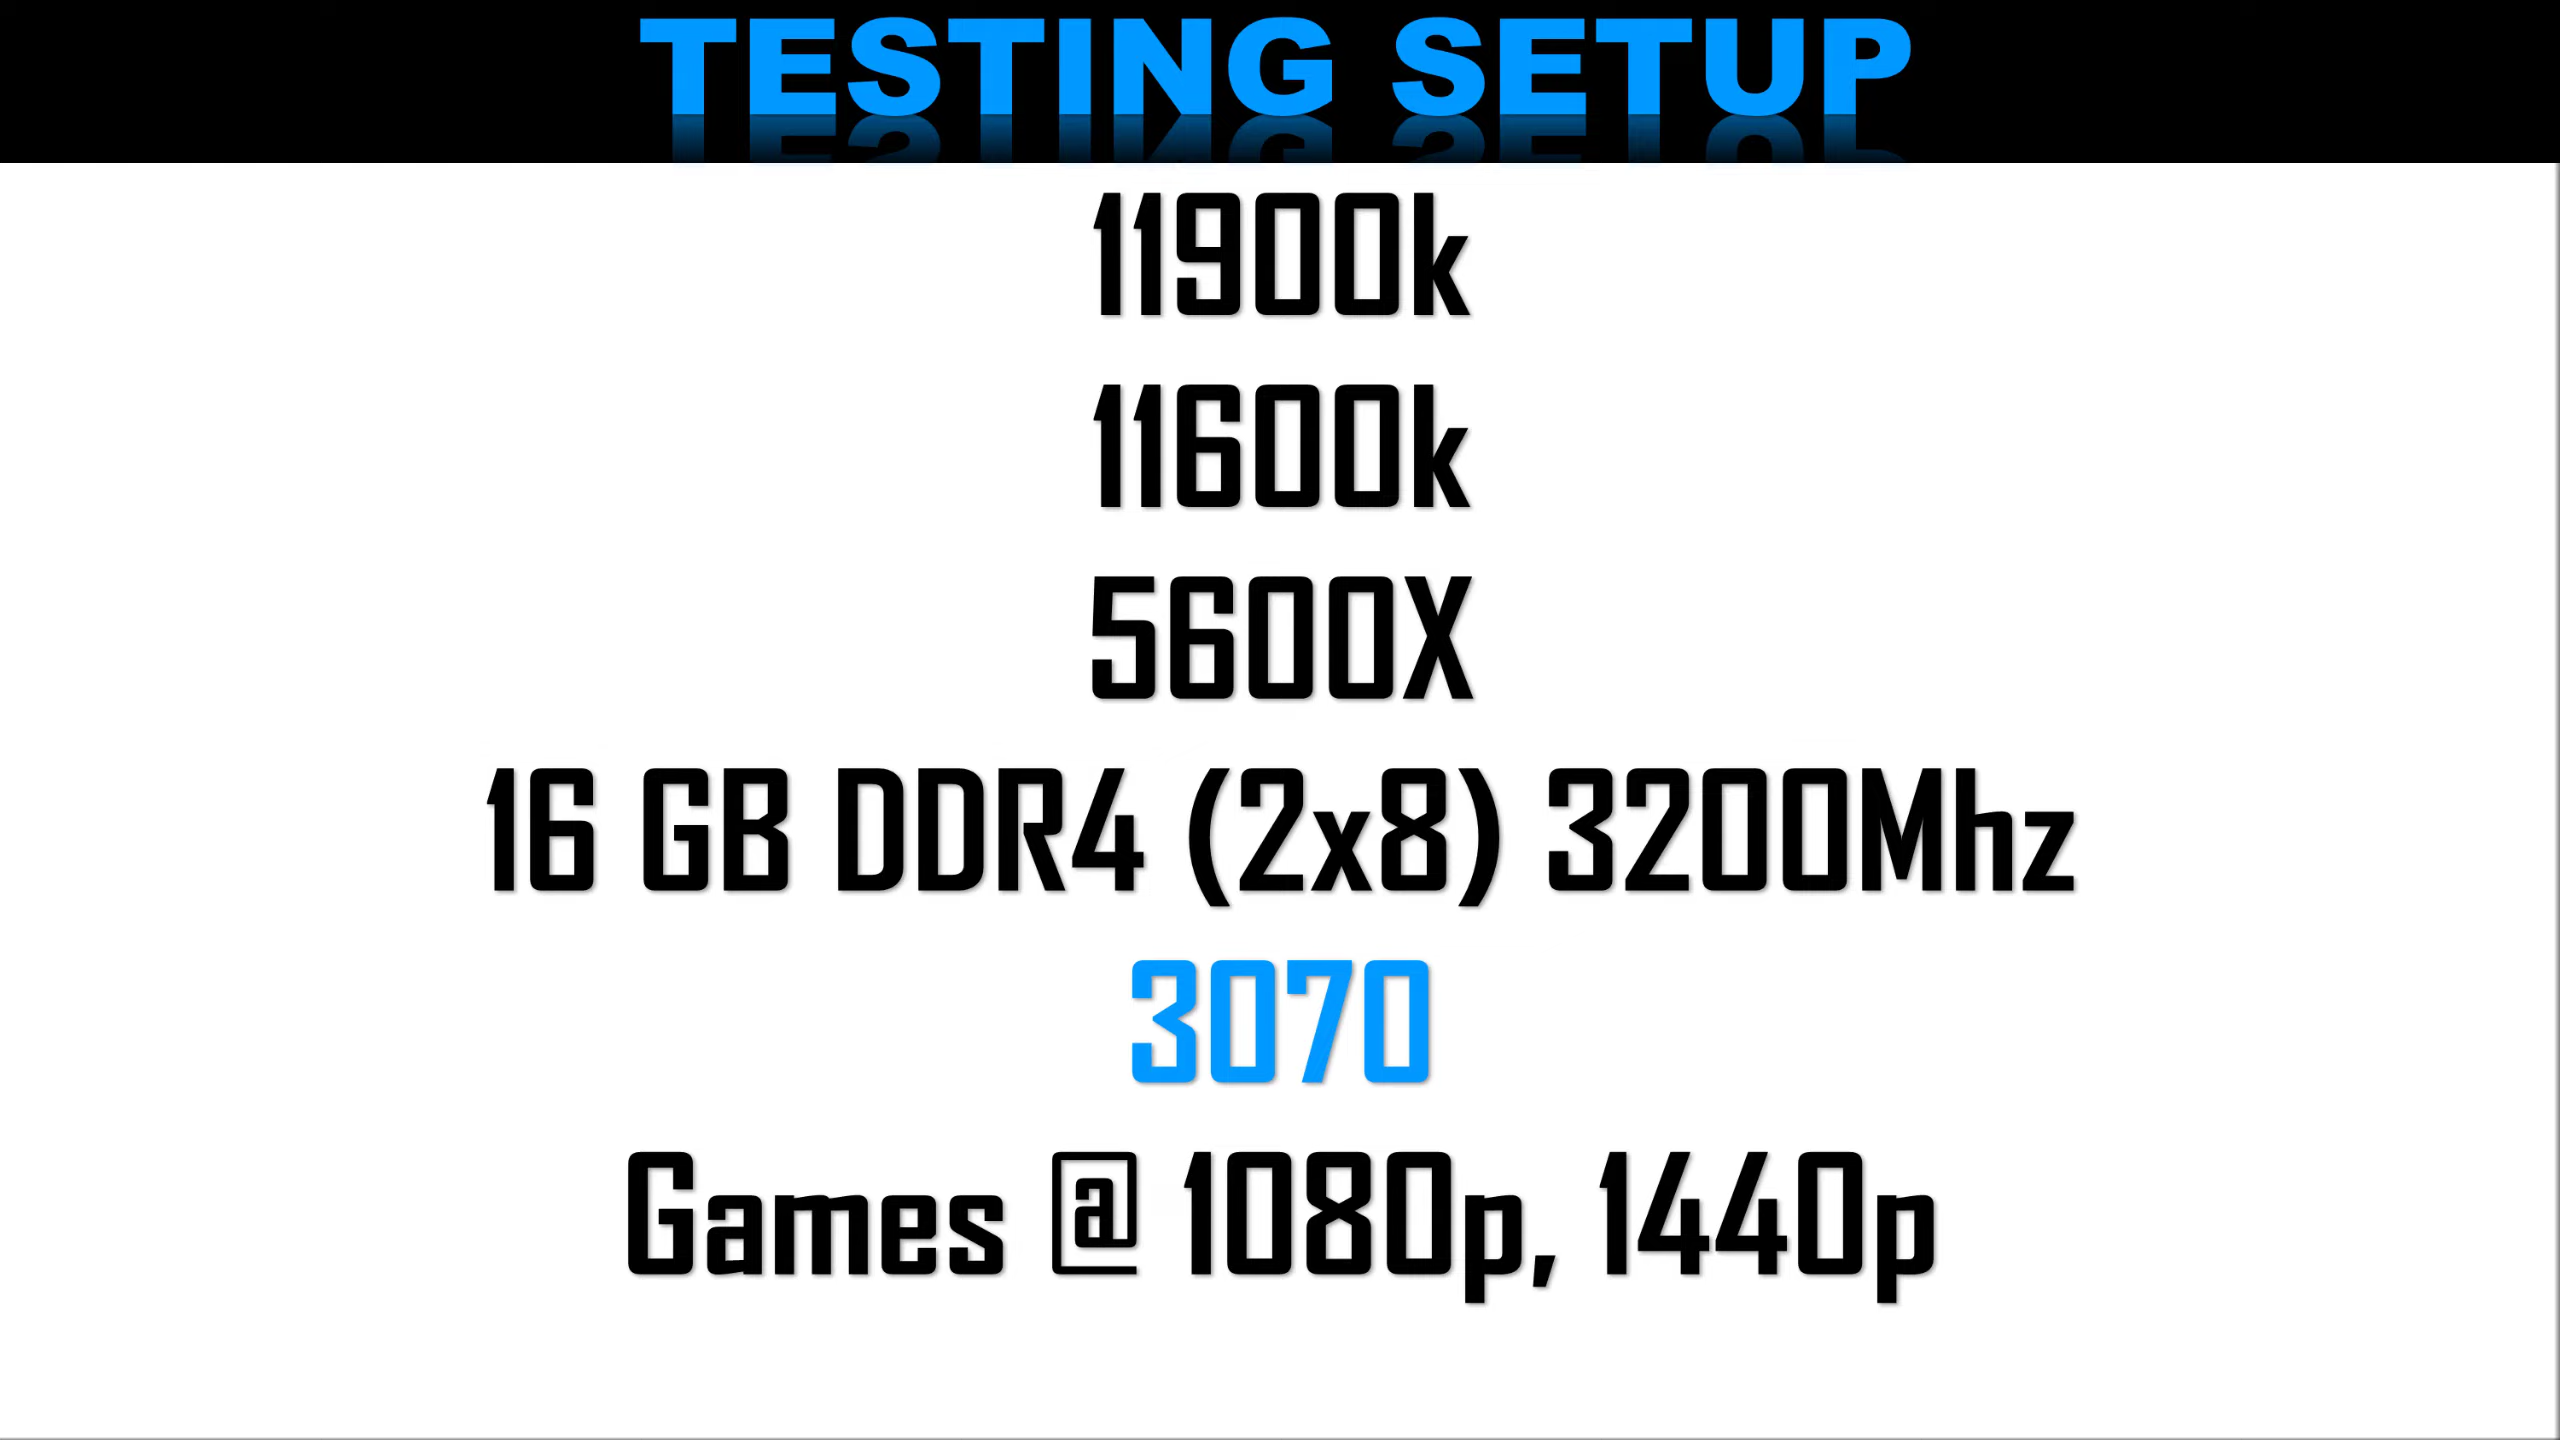 TESTING SETUP
11900k
11600k
5600X
16 GB DDR4 (2x8) 3200Mhz
3070
Games @ 1080p, 1440p